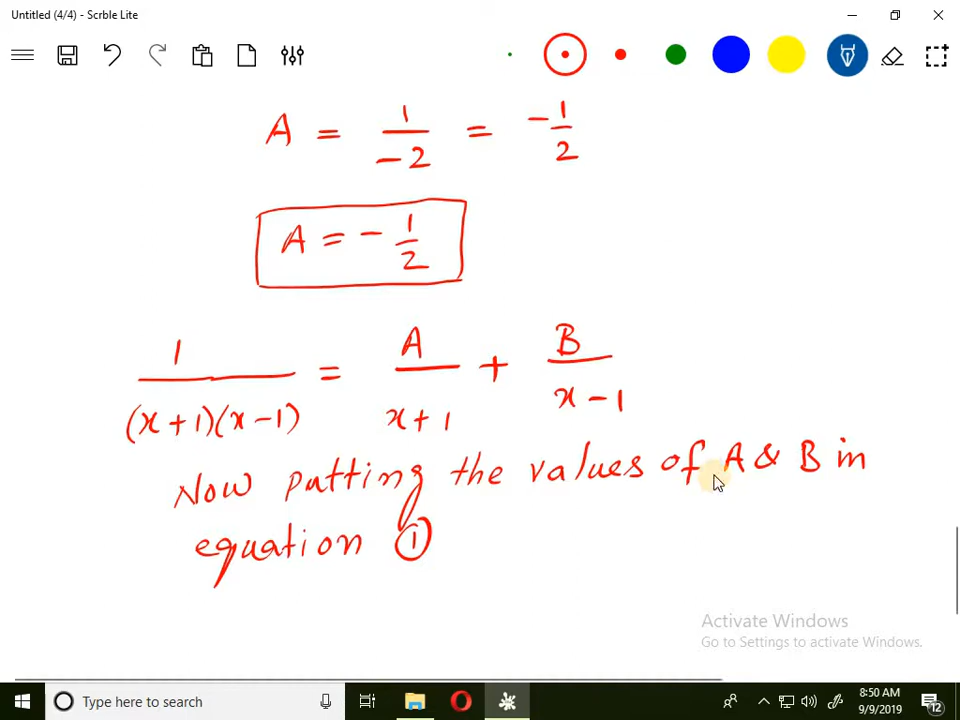 Untitled (4/4) - Scrble Lite
A = 1/-2 = -1/2
A = - 1/2
1/(x+1)(x-1) = A/x+1 + B/x-1
Now putting the values of A & B in
equation ①
Activate Windows
Go to Settings to activate Windows.
Type here to search
8:50 AM
9/9/2019
12